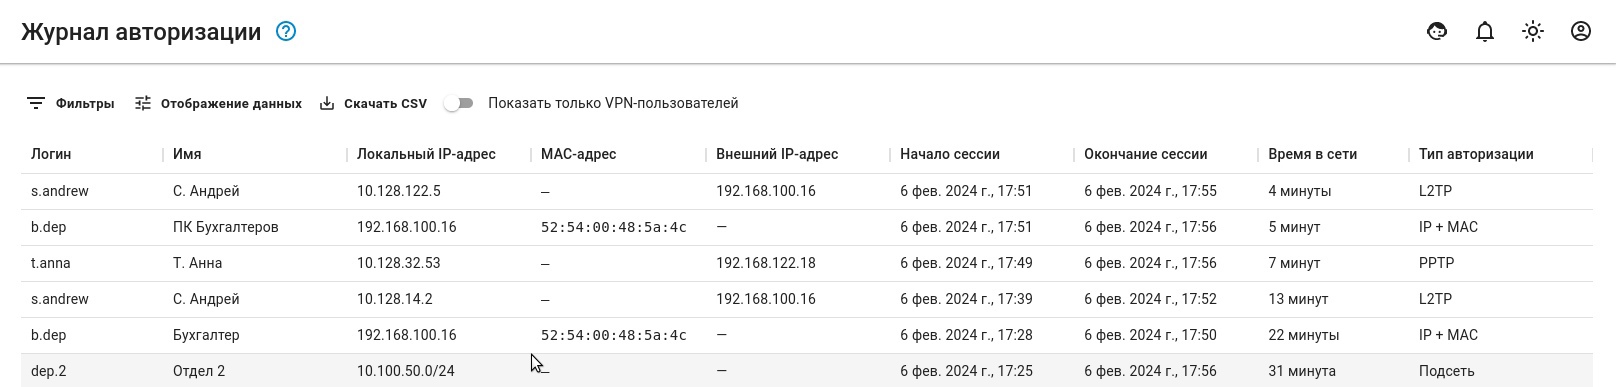 Журнал авторизации
Фильтры Отображение данных Скачать CSV Показать только VPN-пользователей
Логин Имя Локальный IP-адрес MAC-адрес Внешний IP-адрес Начало сессии Окончание сессии Время в сети Тип авторизации
s.andrew С. Андрей 10.128.122.5 — 192.168.100.16 6 фев. 2024 г., 17:51 6 фев. 2024 г., 17:55 4 минуты L2TP
b.dep ПК Бухгалтеров 192.168.100.16 52:54:00:48:5a:4c — 6 фев. 2024 г., 17:51 6 фев. 2024 г., 17:56 5 минут IP + MAC
t.anna Т. Анна 10.128.32.53 — 192.168.122.18 6 фев. 2024 г., 17:49 6 фев. 2024 г., 17:56 7 минут PPTP
s.andrew С. Андрей 10.128.14.2 — 192.168.100.16 6 фев. 2024 г., 17:39 6 фев. 2024 г., 17:52 13 минут L2TP
b.dep Бухгалтер 192.168.100.16 52:54:00:48:5a:4c — 6 фев. 2024 г., 17:28 6 фев. 2024 г., 17:50 22 минуты IP + MAC
dep.2 Отдел 2 10.100.50.0/24 — — 6 фев. 2024 г., 17:25 6 фев. 2024 г., 17:56 31 минута Подсеть